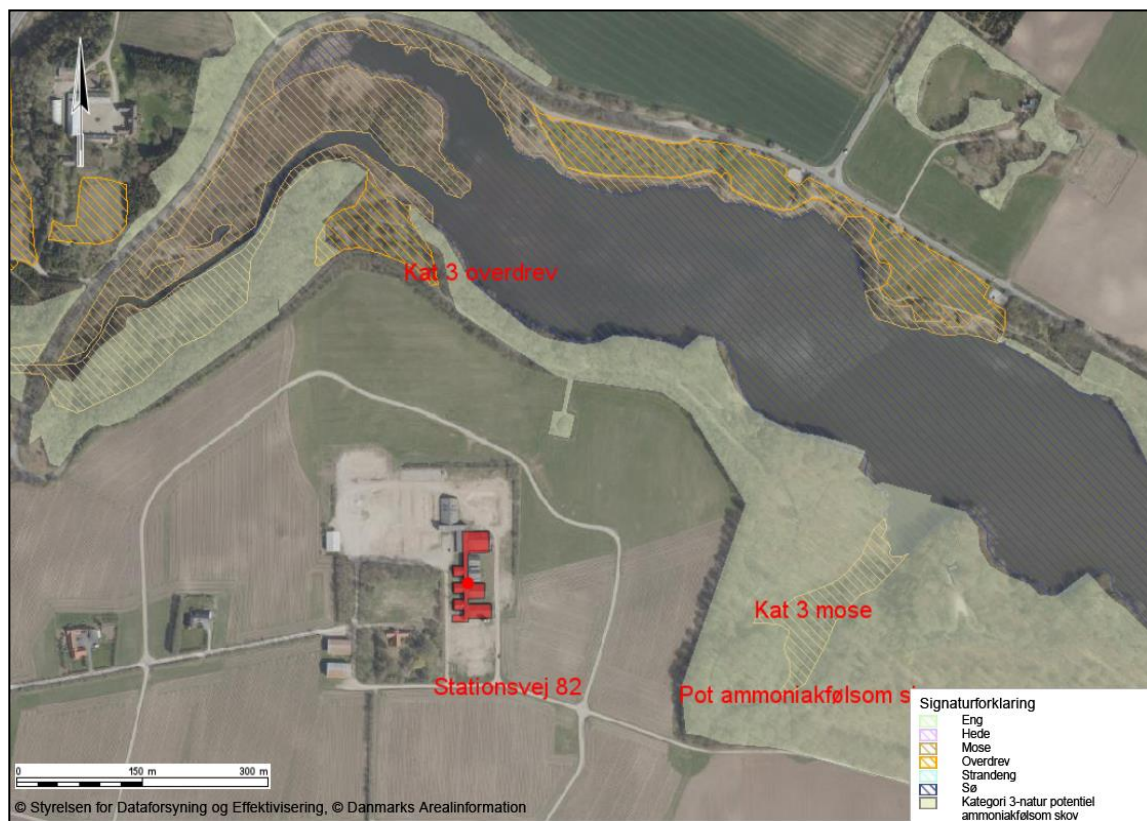 Kat 3 overdrev
Kat 3 mose
Stationsvej 82
Pot ammoniakfølsom
Signaturforklaring
Eng
Hede
Mose
Overdrev
Strandeng
Sø
Kategori 3-natur potentiel
ammoniakfølsom skov
0 150 m 300 m
© Styrelsen for Dataforsyning og Effektivisering, © Danmarks Arealinformation